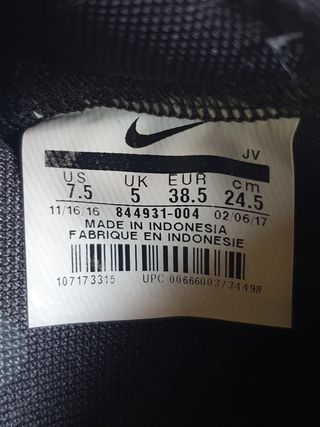 JV
US UK EUR cm
7.5 5 38.5 24.5
11/16/16 844931-004 02/06/17
MADE IN INDONESIA
FABRIQUE EN INDONESIE
107173315 UPC 00666003734498